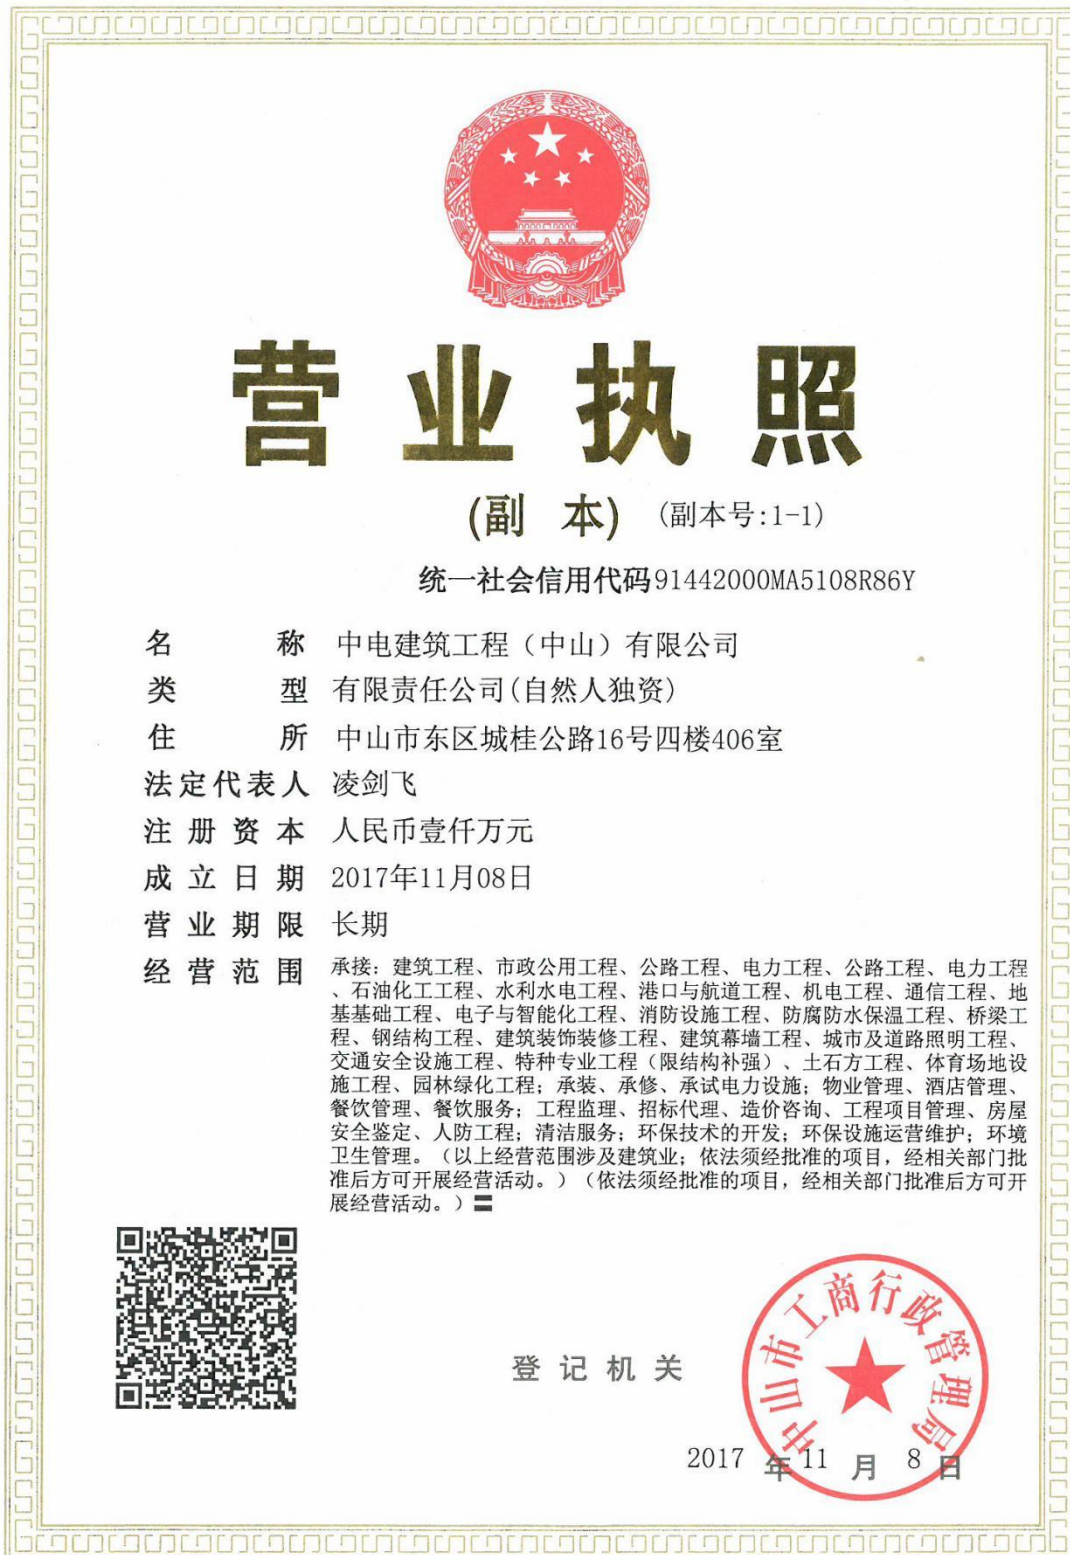 营业执照
(副 本) (副本号:1-1)
统一社会信用代码91442000MA5108R86Y
名称 中电建筑工程（中山）有限公司
类型 有限责任公司(自然人独资)
住所 中山市东区城桂公路16号四楼406室
法定代表人 凌剑飞
注册资本 人民币壹仟万元
成立日期 2017年11月08日
营业期限 长期
经营范围 承接：建筑工程、市政公用工程、公路工程、电力工程、公路工程、电力工程
、石油化工工程、水利水电工程、港口与航道工程、机电工程、通信工程、地
基基础工程、电子与智能化工程、消防设施工程、防腐防水保温工程、桥梁工
程、钢结构工程、建筑装饰装修工程、建筑幕墙工程、城市及道路照明工程、
交通安全设施工程、特种专业工程（限结构补强）、土石方工程、体育场地设
施工程、园林绿化工程；承装、承修、承试电力设施；物业管理、酒店管理、
餐饮管理、餐饮服务；工程监理、招标代理、造价咨询、工程项目管理、房屋
安全鉴定、人防工程；清洁服务；环保技术的开发；环保设施运营维护；环境
卫生管理。（以上经营范围涉及建筑业；依法须经批准的项目，经相关部门批
准后方可开展经营活动。）（依法须经批准的项目，经相关部门批准后方可开
展经营活动。）
登记机关
中山市工商行政管理局
2017 年 11 月 8 日